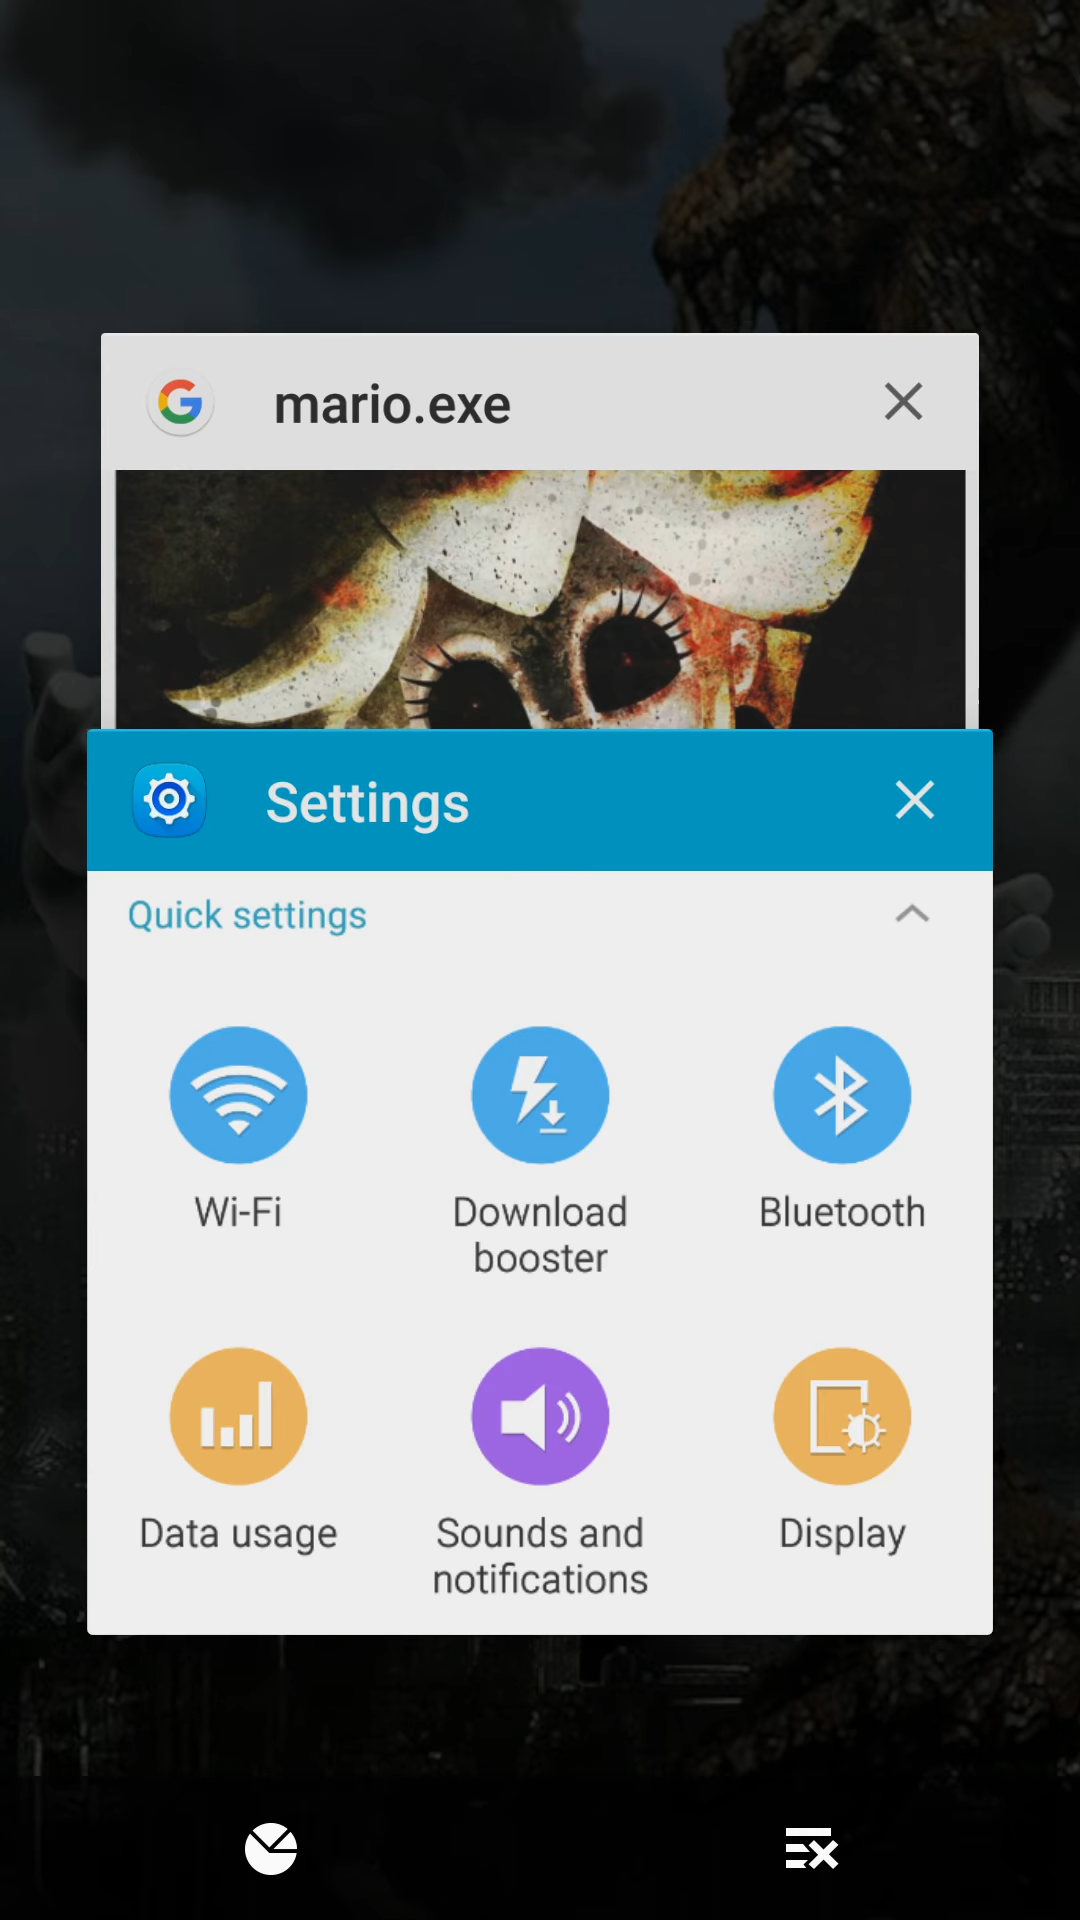 mario.exe
Settings
Quick settings
Wi-Fi
Download
booster
Bluetooth
Data usage
Sounds and
notifications
Display